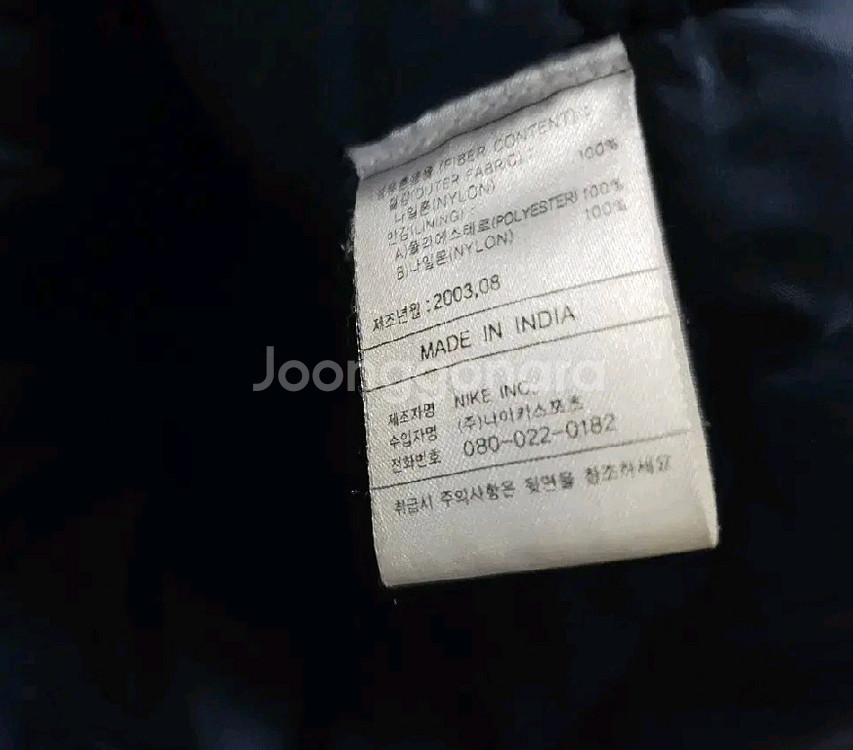 섬유혼용율 (FIBER CONTENT) :
겉감(OUTER FABRIC) :
나일론(NYLON) 100%
안감(LINING) :
A)폴리에스테르(POLYESTER) 100%
B)나일론(NYLON) 100%
제조년월 : 2003,08
MADE IN INDIA
Joonggonara
제조자명 NIKE INC.
수입자명 (주)나이키스포츠
전화번호 080-022-0182
취급시 주의사항은 뒷면을 참조하세요